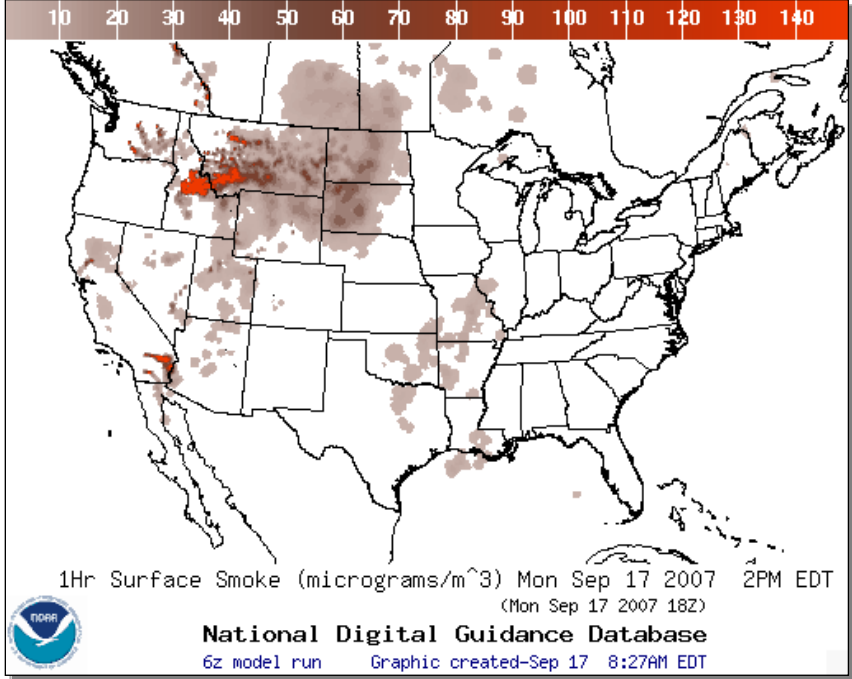 10 20 30 40 50 60 70 80 90 100 110 120 130 140
1Hr Surface Smoke (micrograms/m^3) Mon Sep 17 2007 2PM EDT
(Mon Sep 17 2007 18Z)
NOAA
National Digital Guidance Database
6z model run Graphic created-Sep 17 8:27AM EDT